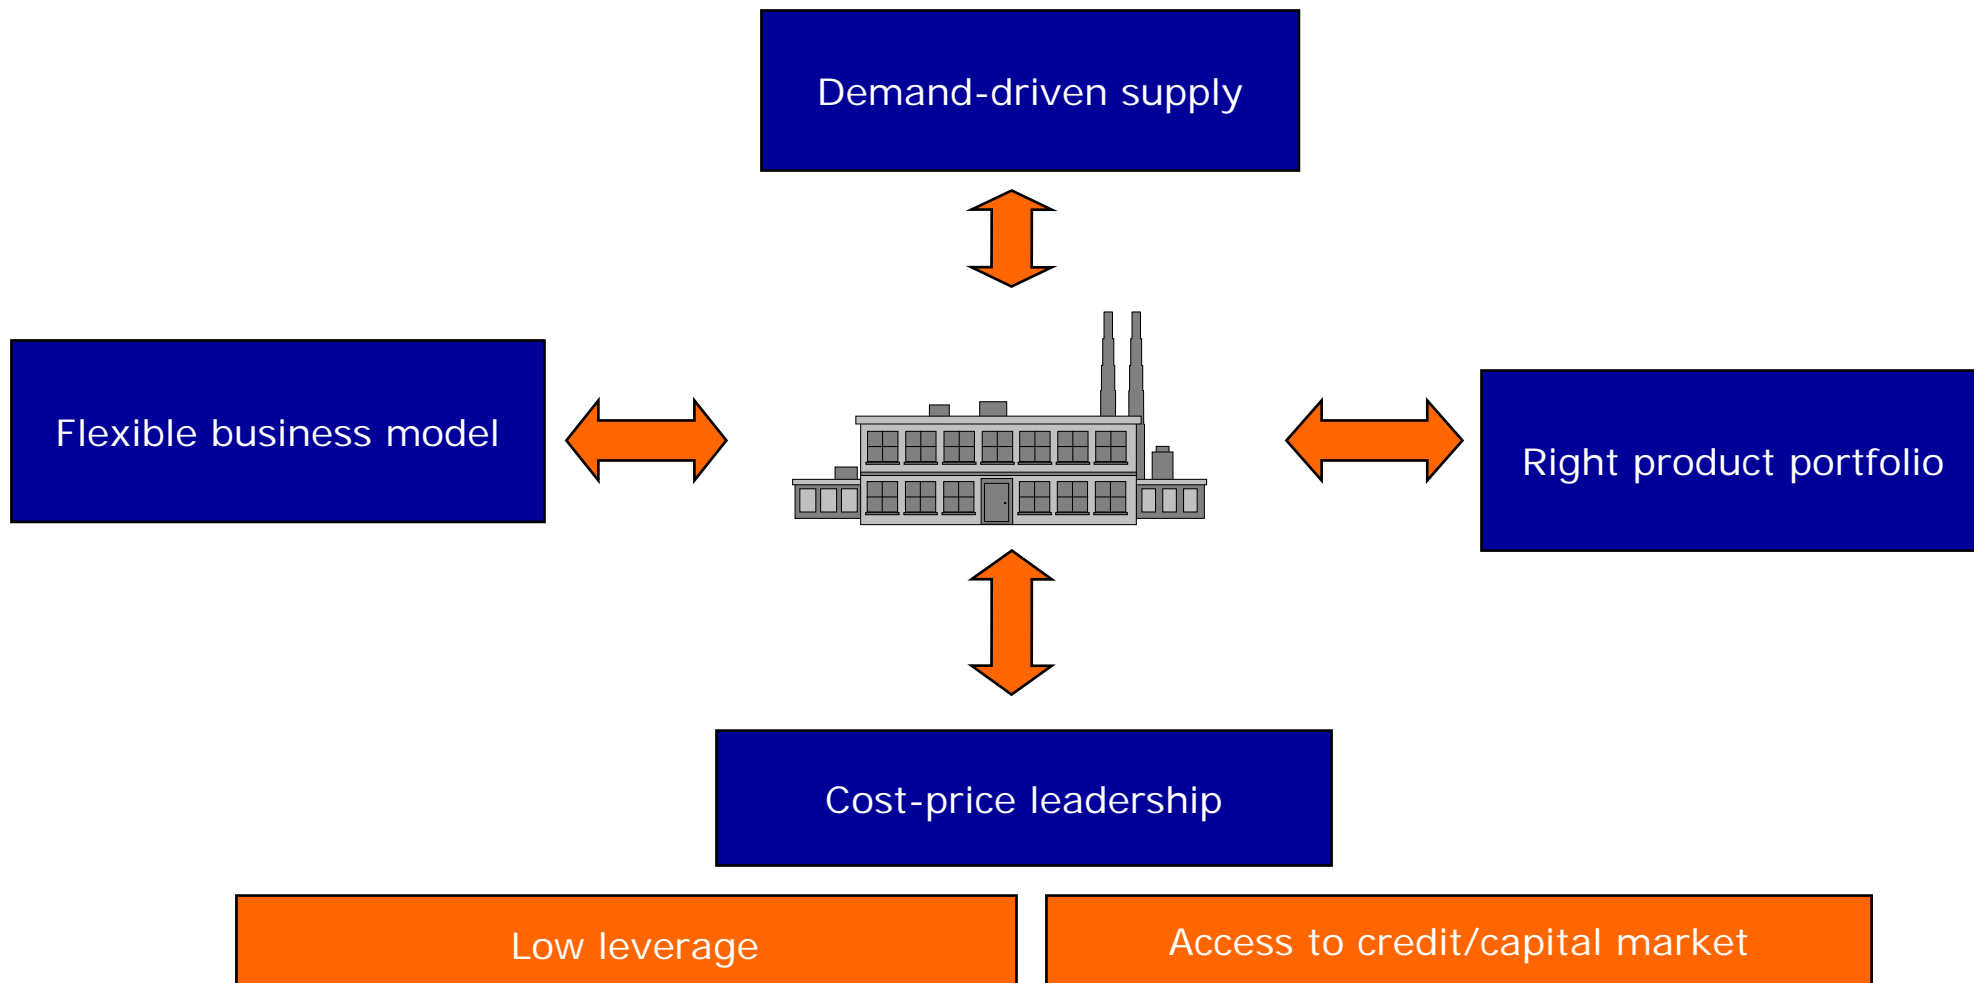 Demand-driven supply
Flexible business model
Right product portfolio
Cost-price leadership
Low leverage
Access to credit/capital market